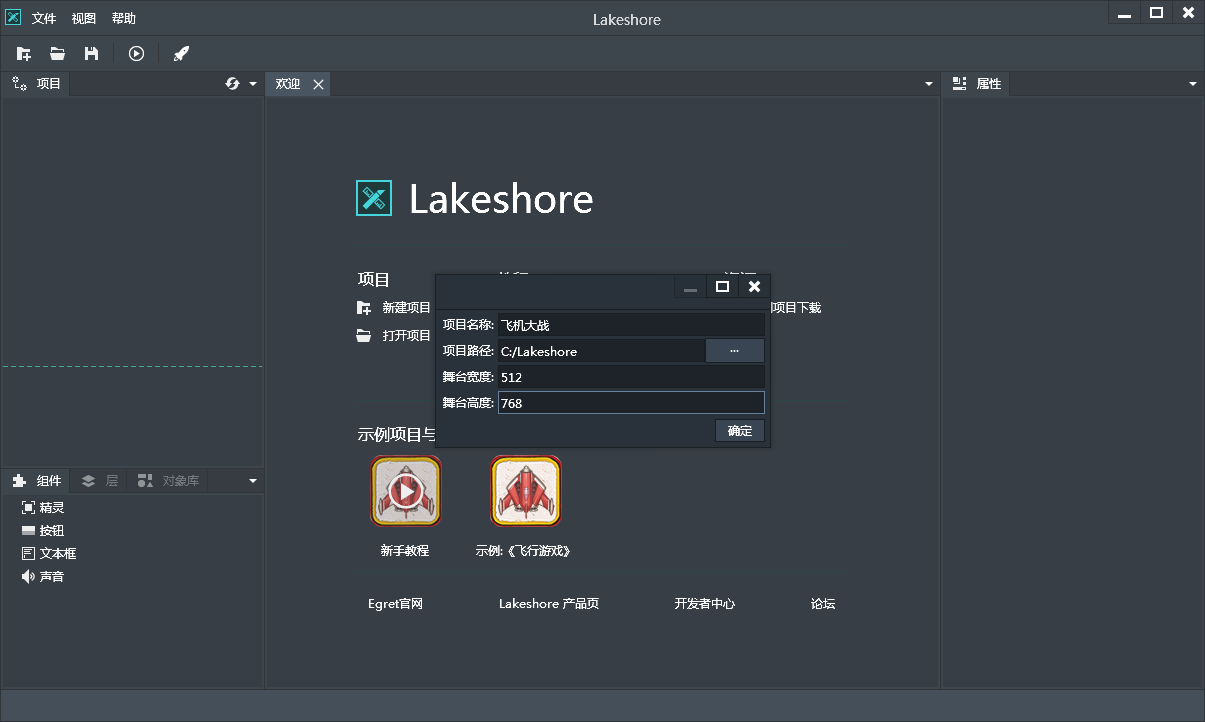 文件 视图 帮助
Lakeshore
项目
欢迎
属性
Lakeshore
项目
新建项目
项目下载
打开项目
项目名称: 飞机大战
项目路径: C:/Lakeshore ...
舞台宽度: 512
舞台高度: 768
确定
示例项目与
新手教程
示例:《飞行游戏》
Egret官网
Lakeshore 产品页
开发者中心
论坛
组件 层 对象库
精灵
按钮
文本框
声音